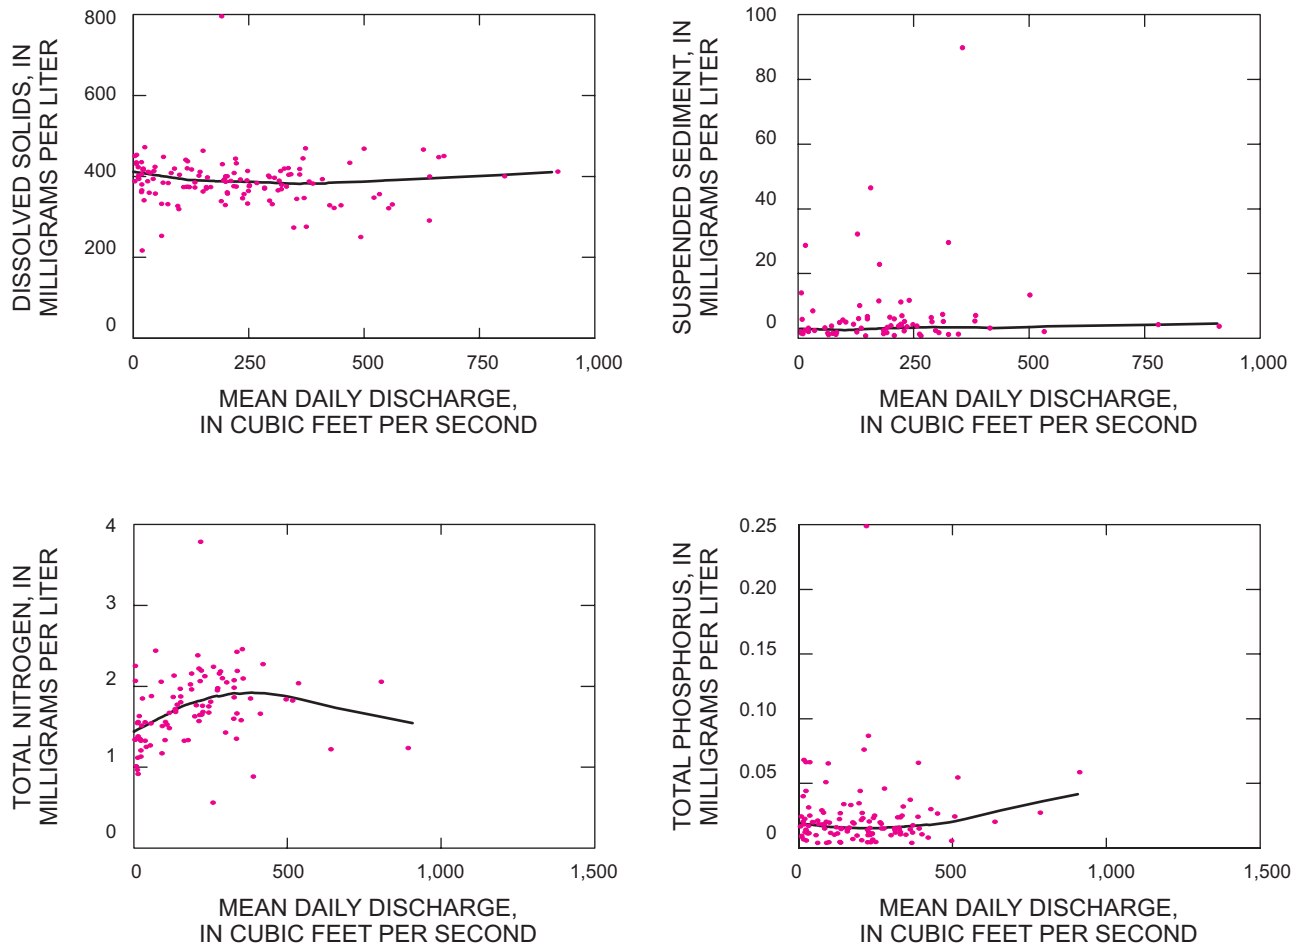 DISSOLVED SOLIDS, IN
MILLIGRAMS PER LITER
800
600
400
200
0
0 250 500 750 1,000
MEAN DAILY DISCHARGE,
IN CUBIC FEET PER SECOND
SUSPENDED SEDIMENT, IN
MILLIGRAMS PER LITER
100
80
60
40
20
0
0 250 500 750 1,000
MEAN DAILY DISCHARGE,
IN CUBIC FEET PER SECOND
TOTAL NITROGEN, IN
MILLIGRAMS PER LITER
4
3
2
1
0
0 500 1,000 1,500
MEAN DAILY DISCHARGE,
IN CUBIC FEET PER SECOND
TOTAL PHOSPHORUS, IN
MILLIGRAMS PER LITER
0.25
0.20
0.15
0.10
0.05
0
0 500 1,000 1,500
MEAN DAILY DISCHARGE,
IN CUBIC FEET PER SECOND